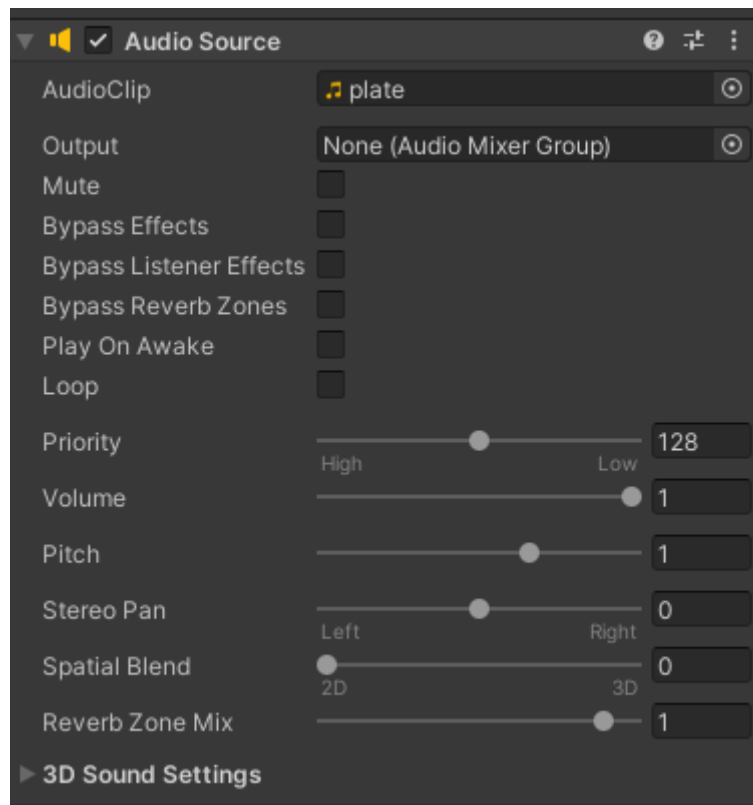 Audio Source
AudioClip plate
Output None (Audio Mixer Group)
Mute
Bypass Effects
Bypass Listener Effects
Bypass Reverb Zones
Play On Awake
Loop
Priority 128
High Low
Volume 1
Pitch 1
Stereo Pan 0
Left Right
Spatial Blend 0
2D 3D
Reverb Zone Mix 1
3D Sound Settings